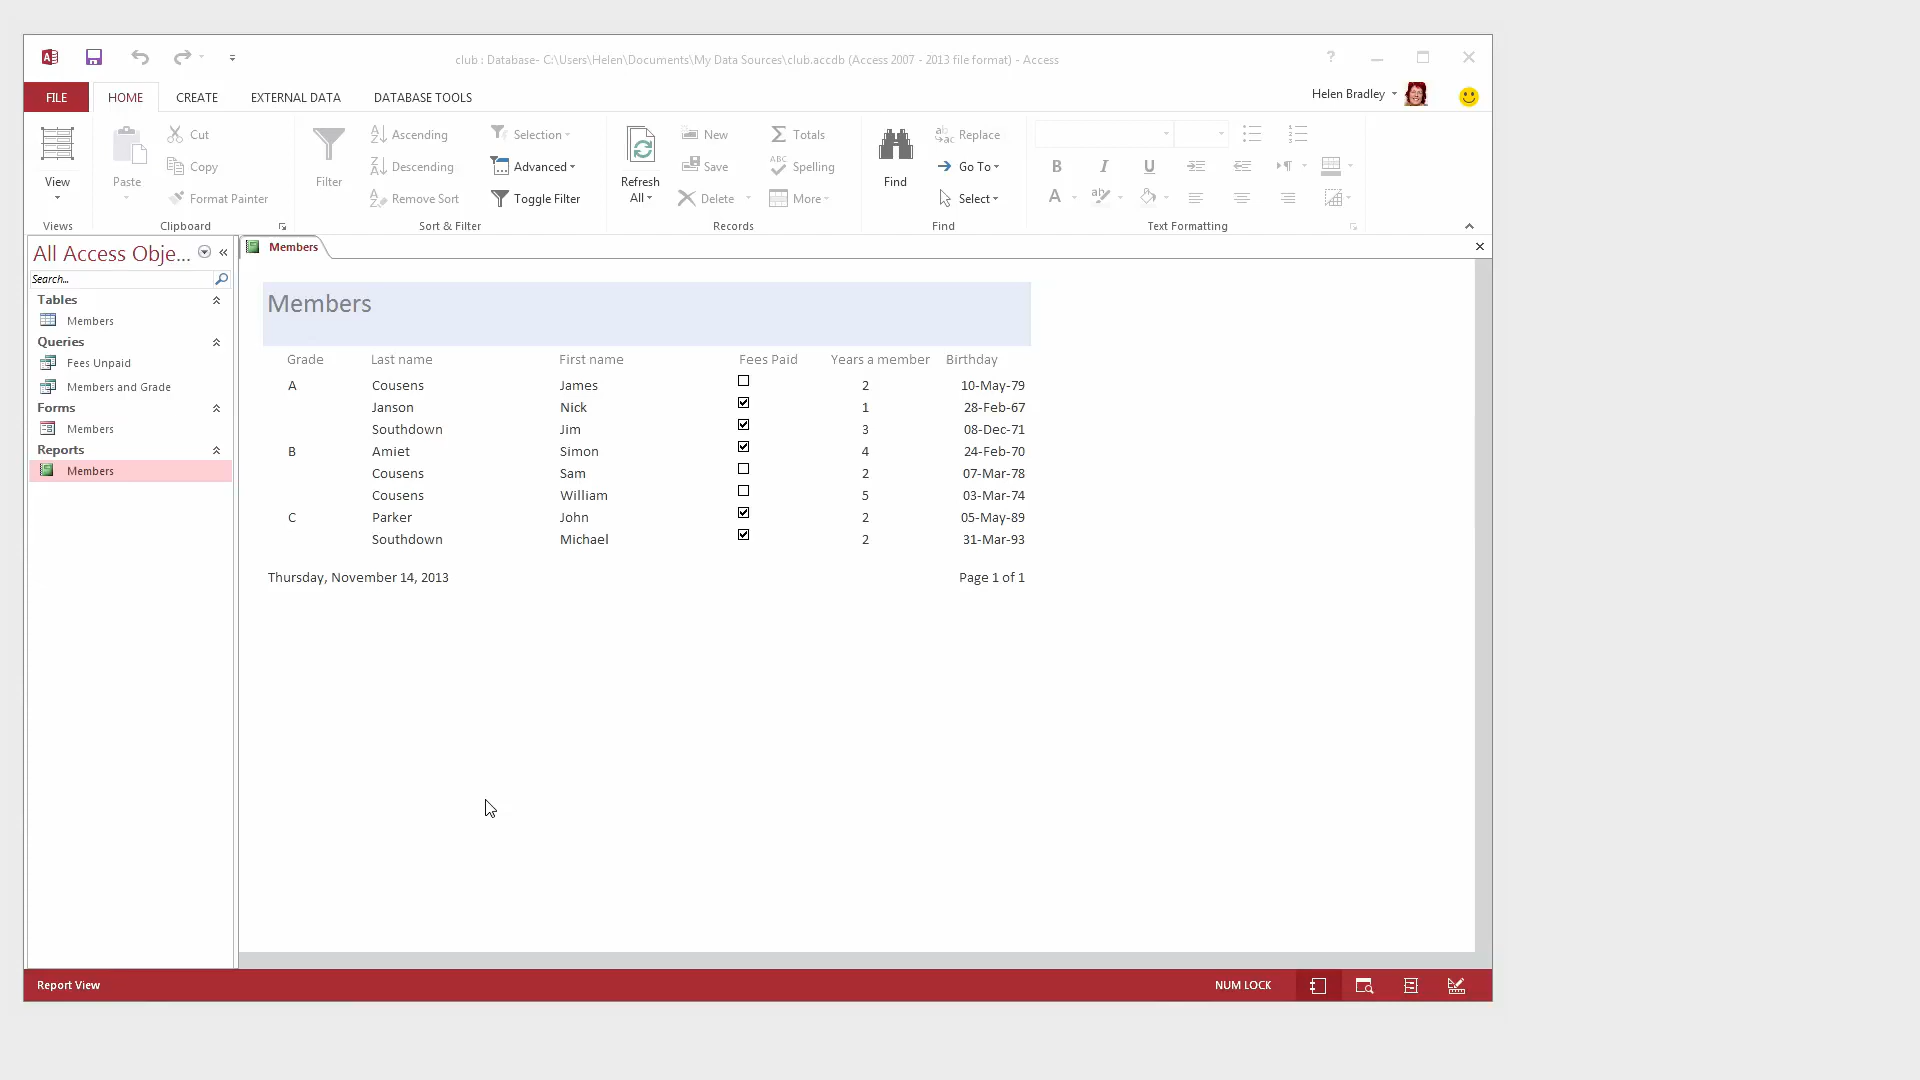 club : Database- C:\Users\Helen\Documents\My Data Sources\club.accdb (Access 2007 - 2013 file format) - Access
?
FILE HOME CREATE EXTERNAL DATA DATABASE TOOLS
Helen Bradley
View
Views
Paste
Cut
Copy
Format Painter
Clipboard
Filter
Ascending
Descending
Remove Sort
Selection
Advanced
Toggle Filter
Sort & Filter
Refresh
All
New
Save
Delete
Totals
Spelling
More
Records
Find
Replace
Go To
Select
Find
B I U
A
Text Formatting
All Access Obje...
Search...
Tables
Members
Queries
Fees Unpaid
Members and Grade
Forms
Members
Reports
Members
Members
Members
Grade Last name First name Fees Paid Years a member Birthday
A Cousens James 2 10-May-79
Janson Nick 1 28-Feb-67
Southdown Jim 3 08-Dec-71
B Amiet Simon 4 24-Feb-70
Cousens Sam 2 07-Mar-78
Cousens William 5 03-Mar-74
C Parker John 2 05-May-89
Southdown Michael 2 31-Mar-93
Thursday, November 14, 2013 Page 1 of 1
Report View NUM LOCK